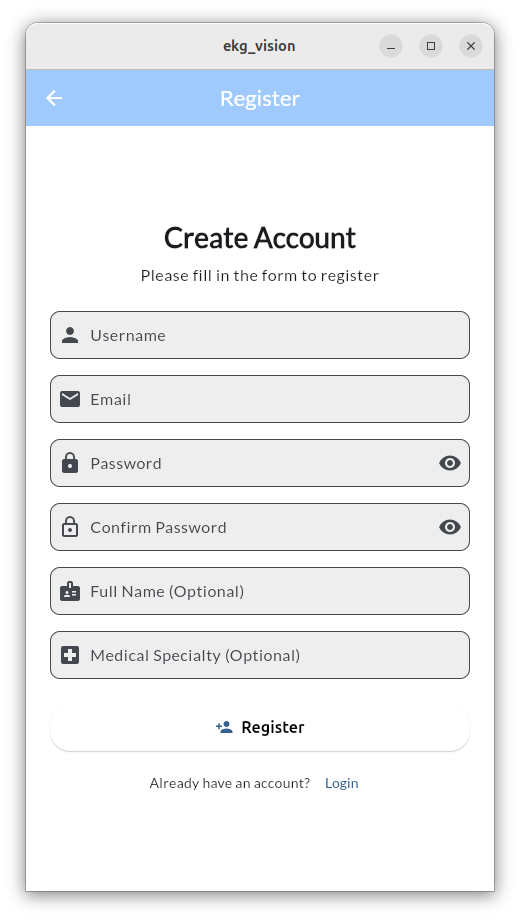 ekg_vision
Register
Create Account
Please fill in the form to register
Username
Email
Password
Confirm Password
Full Name (Optional)
Medical Specialty (Optional)
Register
Already have an account? Login